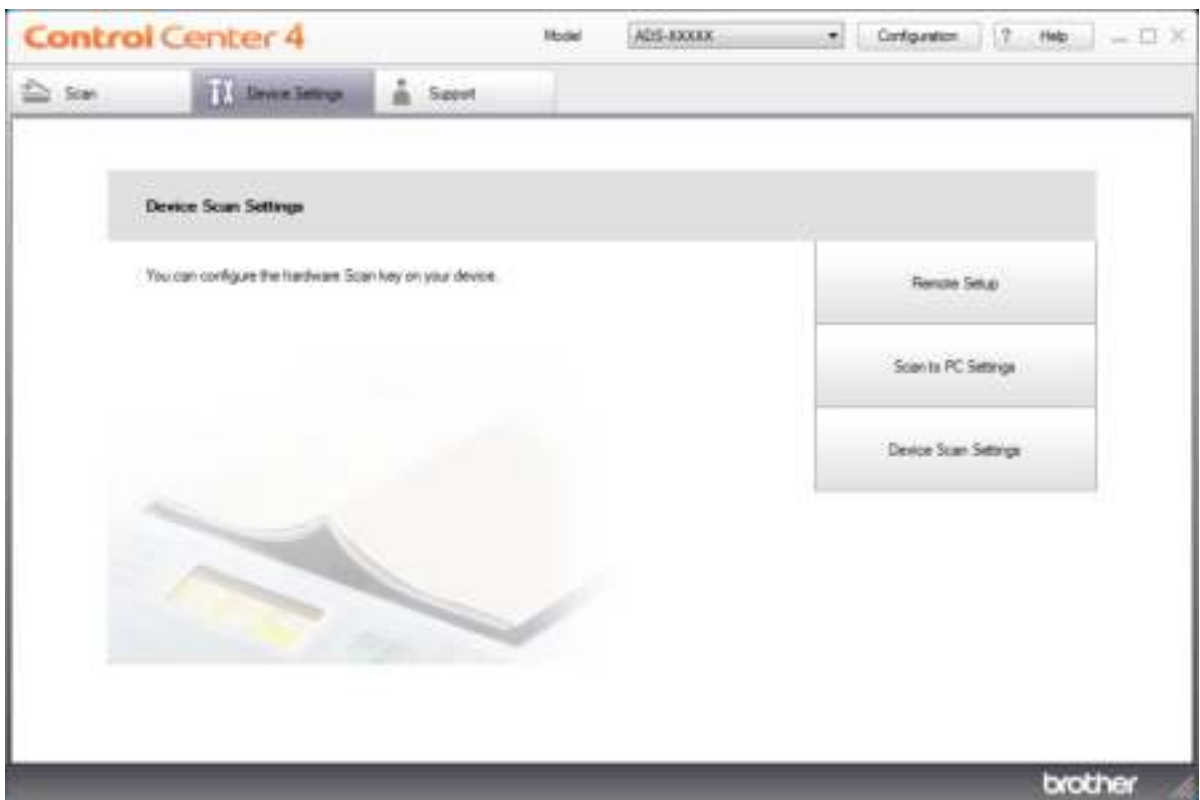 Control Center 4
Model
ADS-XXXXX
Configuration
? Help
Scan
Device Settings
Support
Device Scan Settings
You can configure the hardware Scan key on your device.
Remote Setup
Scan to PC Settings
Device Scan Settings
brother